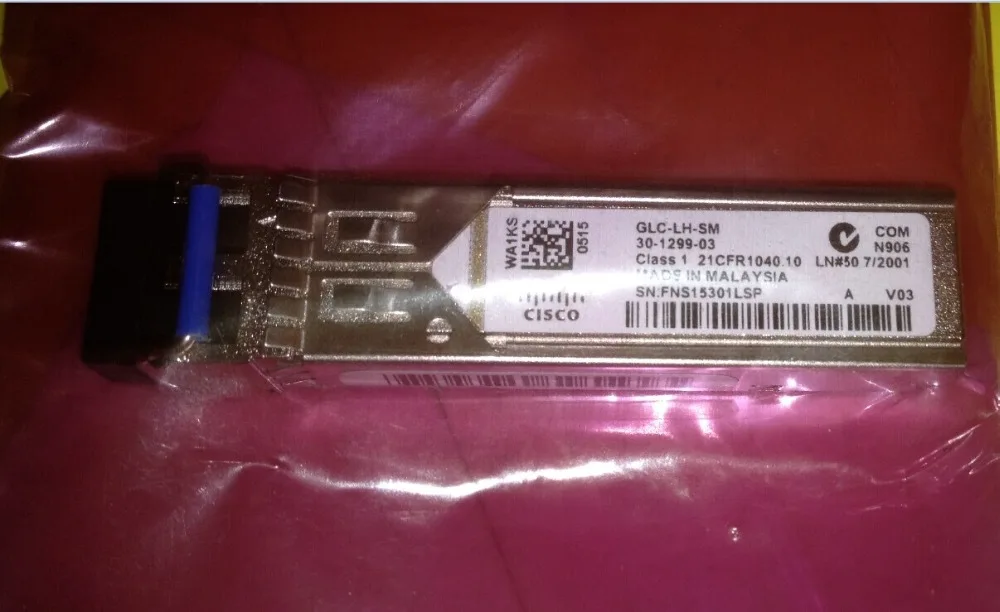 WA1KS
0515
GLC-LH-SM
30-1299-03
Class 1 21CFR1040.10
LN#50 7/2001
COM
N906
MADE IN MALAYSIA
SN:FNS15301LSP
A V03
CISCO